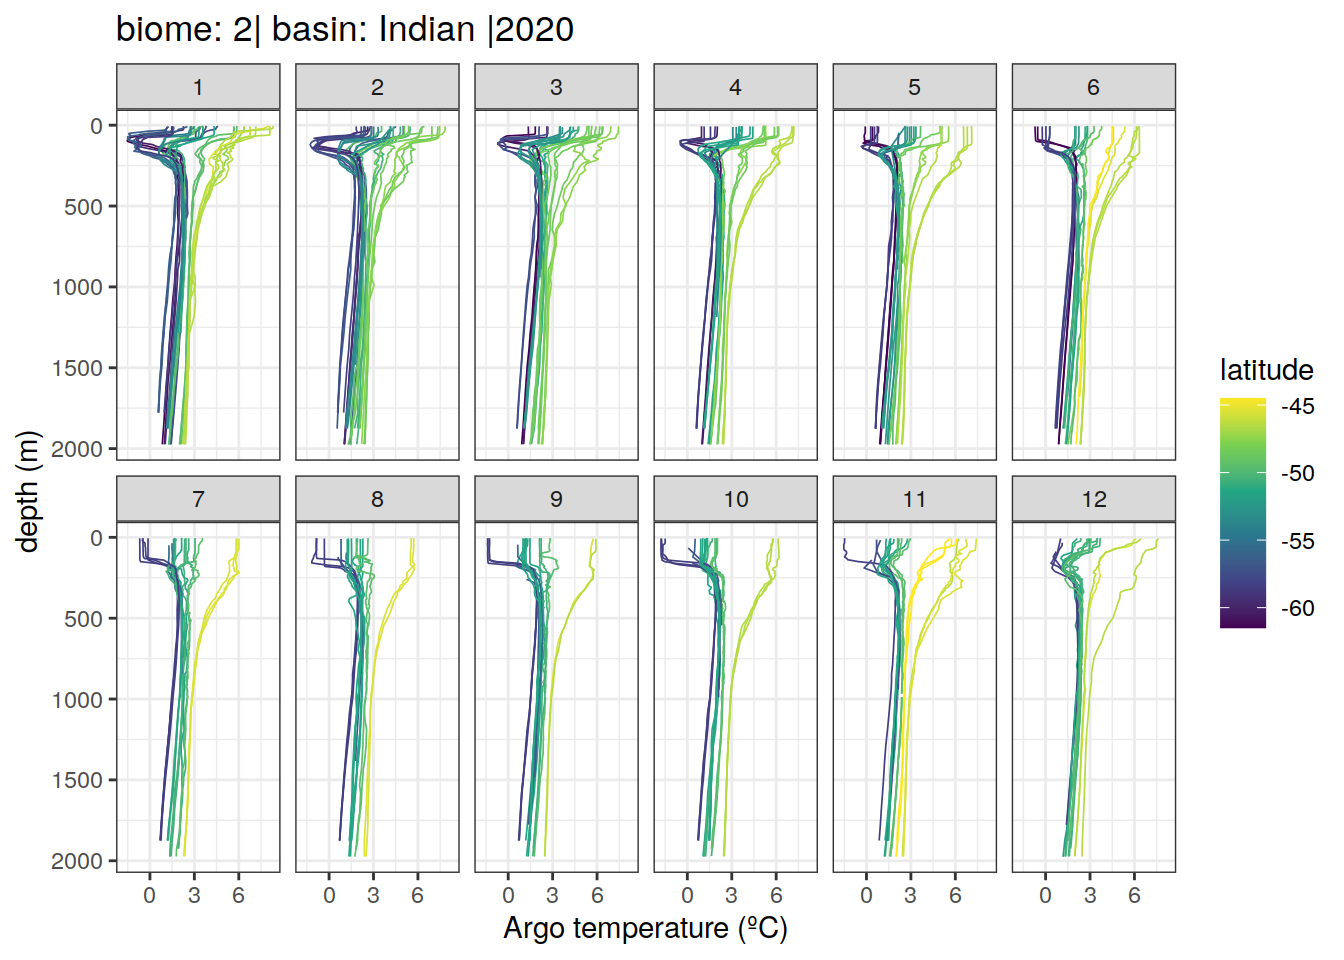 biome: 2| basin: Indian |2020
1 2 3 4 5 6
0
500
1000
1500
2000
7 8 9 10 11 12
0
500
1000
1500
2000
0 3 6 0 3 6 0 3 6 0 3 6 0 3 6 0 3 6
Argo temperature (ºC)
depth (m)
latitude
-45
-50
-55
-60